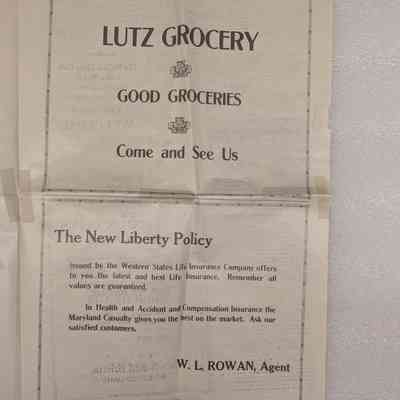 LUTZ GROCERY
GOOD GROCERIES
Come and See Us
The New Liberty Policy
issued by the Western States Life Insurance Company offers
to you the latest and best Life Insurance. Remember all
values are guaranteed.
In Health and Accident and Compensation Insurance the
Maryland Casualty gives you the best on the market. Ask our
satisfied customers.
W. L. ROWAN, Agent